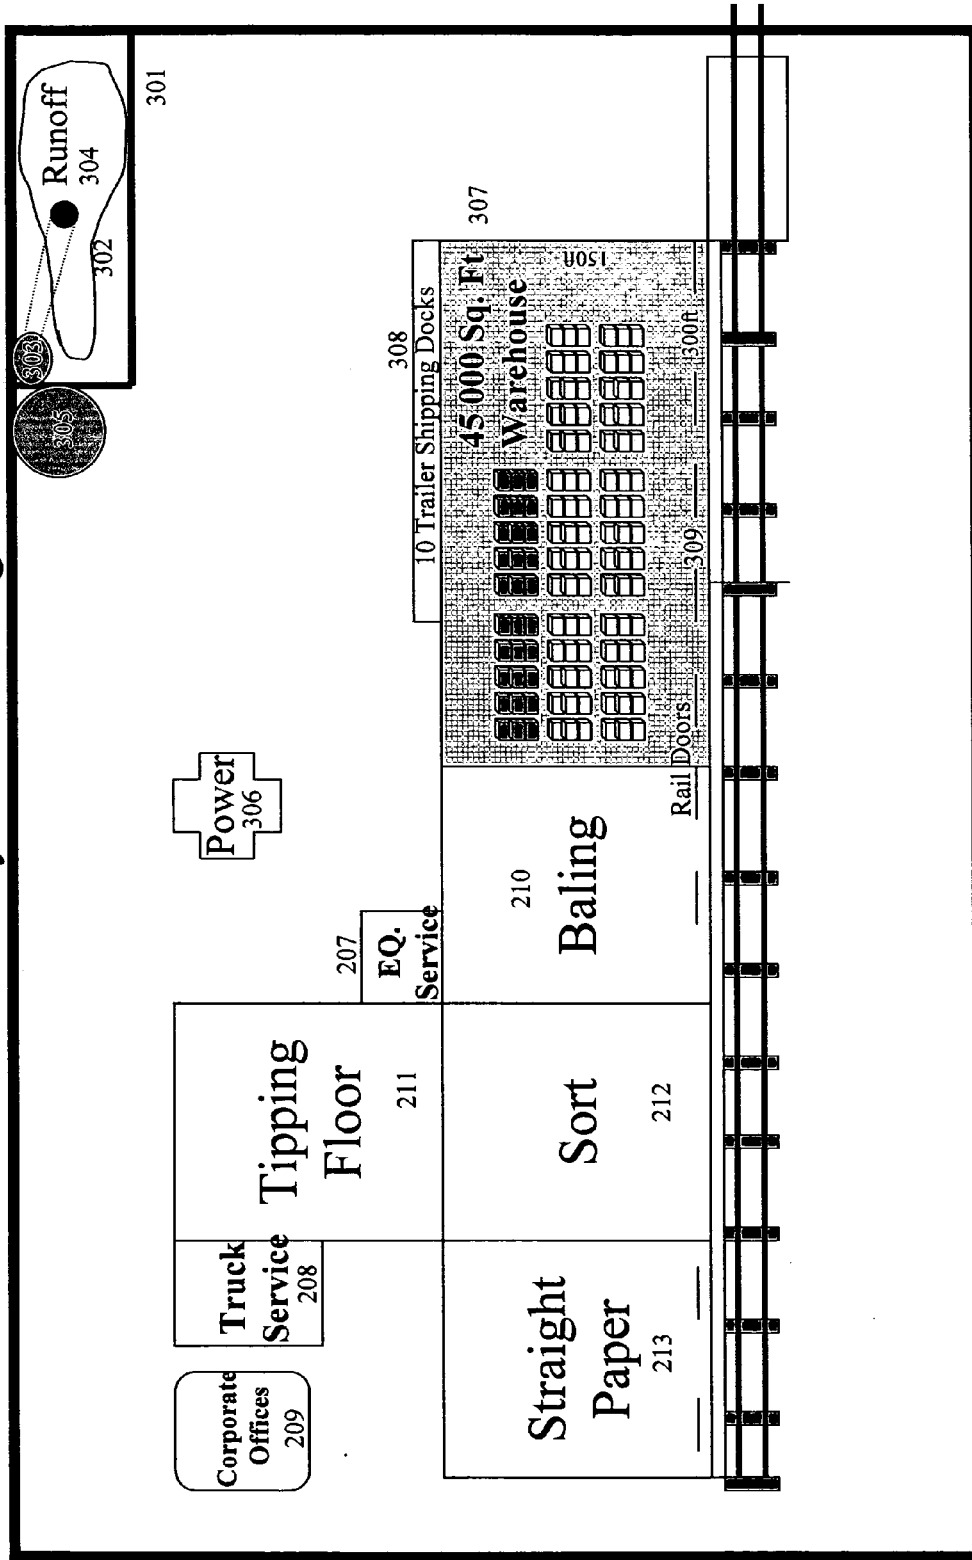 Corporate
Offices
209
Truck
Service
208
Tipping
Floor
211
207
EQ.
Service
Power
306
305
303
302
Runoff
304
301
Straight
Paper
213
Sort
212
210
Baling
Rail Doors
308
10 Trailer Shipping Docks
307
45 000 Sq. Ft
Warehouse
150ft
309
300ft